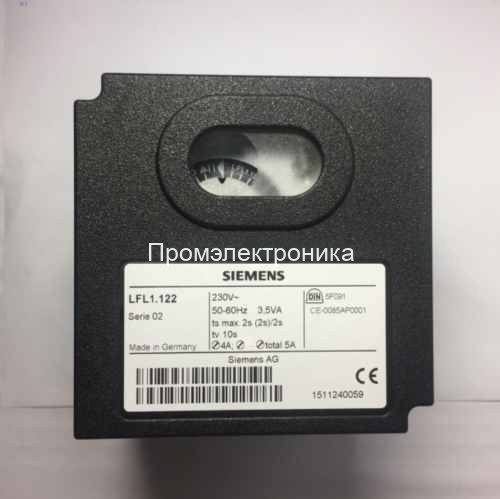 Промэлектроника
SIEMENS
LFL1.122
Serie 02
Made in Germany
230V~
50-60Hz 3,5VA
ts max. 2s (2s)/2s
tv 10s
4A; total 5A
DIN 5F091
CE-0085AP0001
Siemens AG
CE
1511240059